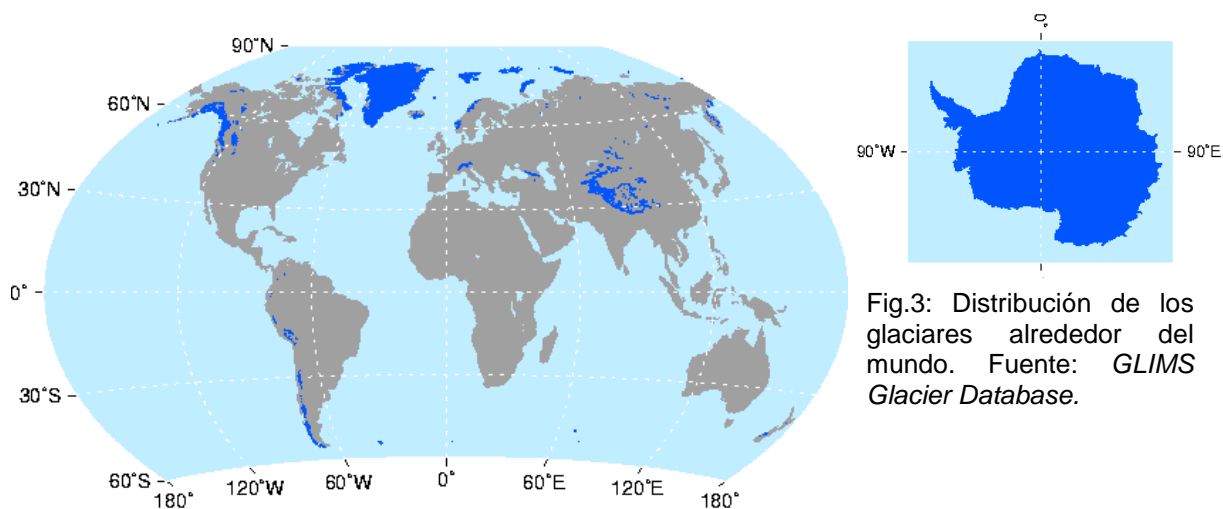 90°N
60°N
30°N
0°
30°S
60°S
180°
120°W
60°W
0°
60°E
120°E
180°
0°
90°W
90°E
Fig.3: Distribución de los
glaciares alrededor del
mundo. Fuente: GLIMS
Glacier Database.